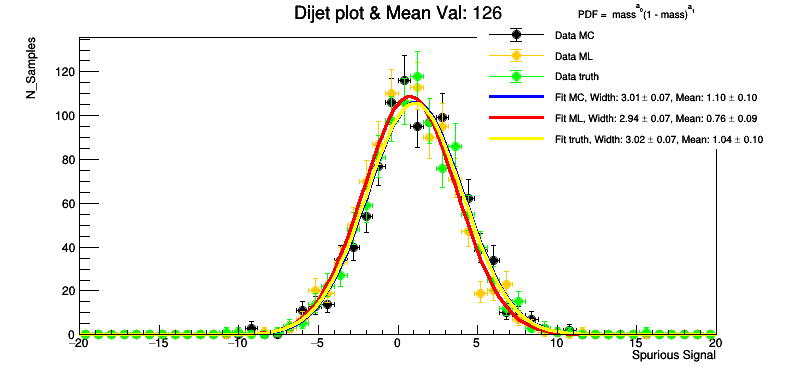 Dijet plot & Mean Val: 126
PDF = mass^a₀ (1 - mass)^a₁
N_Samples
Data MC
Data ML
Data truth
Fit MC, Width: 3.01 ± 0.07, Mean: 1.10 ± 0.10
Fit ML, Width: 2.94 ± 0.07, Mean: 0.76 ± 0.09
Fit truth, Width: 3.02 ± 0.07, Mean: 1.04 ± 0.10
120
100
80
60
40
20
0
−20 −15 −10 −5 0 5 10 15 20
Spurious Signal